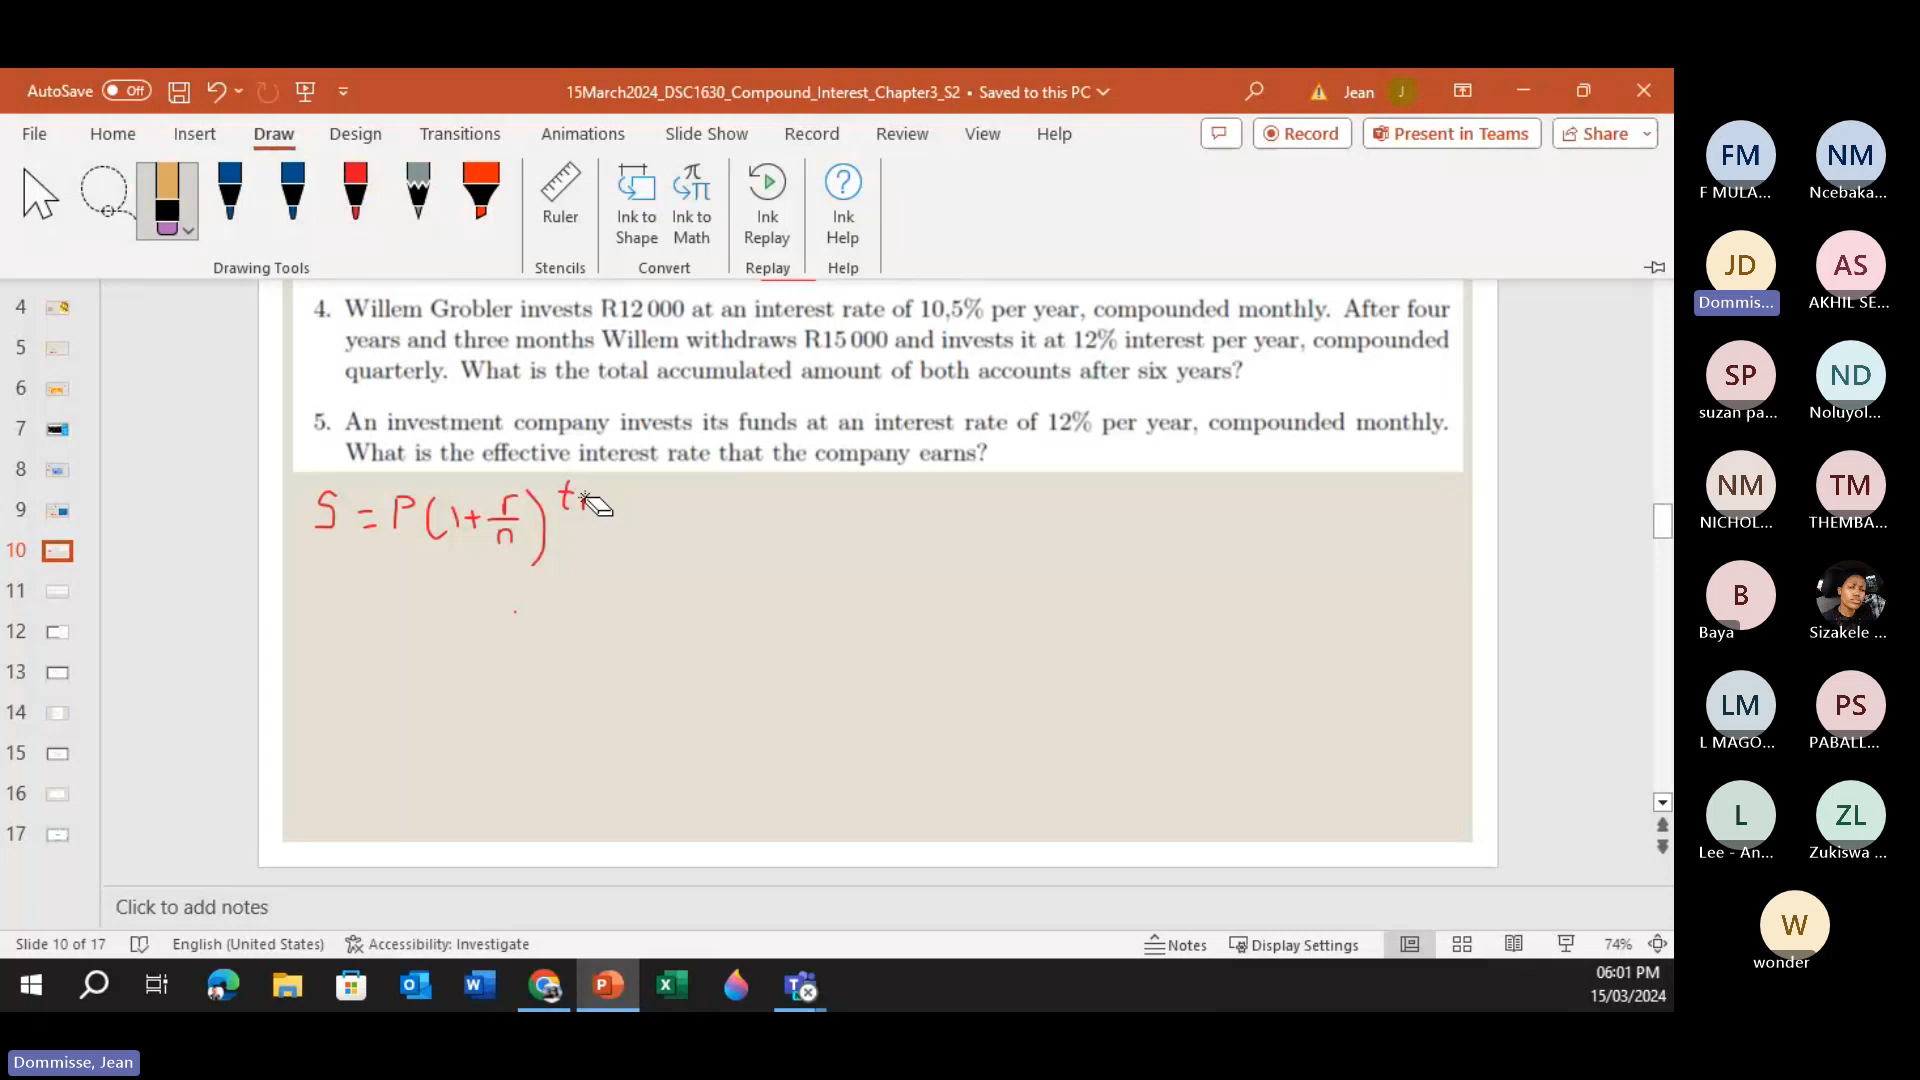 AutoSave Off 15March2024_DSC1630_Compound_Interest_Chapter3_S2 • Saved to this PC Jean J
File Home Insert Draw Design Transitions Animations Slide Show Record Review View Help Record Present in Teams Share
Ruler Ink to Shape Ink to Math Ink Replay Ink Help
Drawing Tools Stencils Convert Replay Help
4
5
6
7
8
9
10
11
12
13
14
15
16
17
4. Willem Grobler invests R12 000 at an interest rate of 10,5% per year, compounded monthly. After four
years and three months Willem withdraws R15 000 and invests it at 12% interest per year, compounded
quarterly. What is the total accumulated amount of both accounts after six years?
5. An investment company invests its funds at an interest rate of 12% per year, compounded monthly.
What is the effective interest rate that the company earns?
S = P(1 + r/n)^t
Click to add notes
Slide 10 of 17 English (United States) Accessibility: Investigate Notes Display Settings 74%
06:01 PM
15/03/2024
FM NM
F MULA... Ncebaka...
JD AS
Dommis... AKHIL SE...
SP ND
suzan pa... Noluyol...
NM TM
NICHOL... THEMBA...
B
Baya Sizakele ...
LM PS
L MAGO... PABALL...
L ZL
Lee - An... Zukiswa ...
W
wonder
Dommisse, Jean